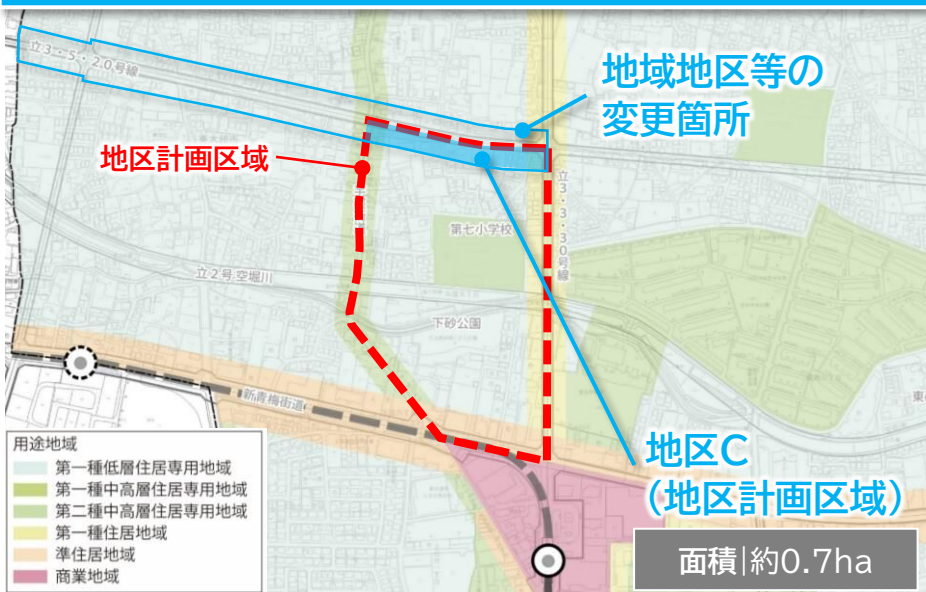 立3・5・20号線
地域地区等の
変更箇所
地区計画区域
第七小学校
立3・3・30号線
立2号空堀川
下砂公園
新青梅街道
用途地域
第一種低層住居専用地域
第一種中高層住居専用地域
第二種中高層住居専用地域
第一種住居地域
準住居地域
商業地域
地区C
（地区計画区域）
面積|約0.7ha